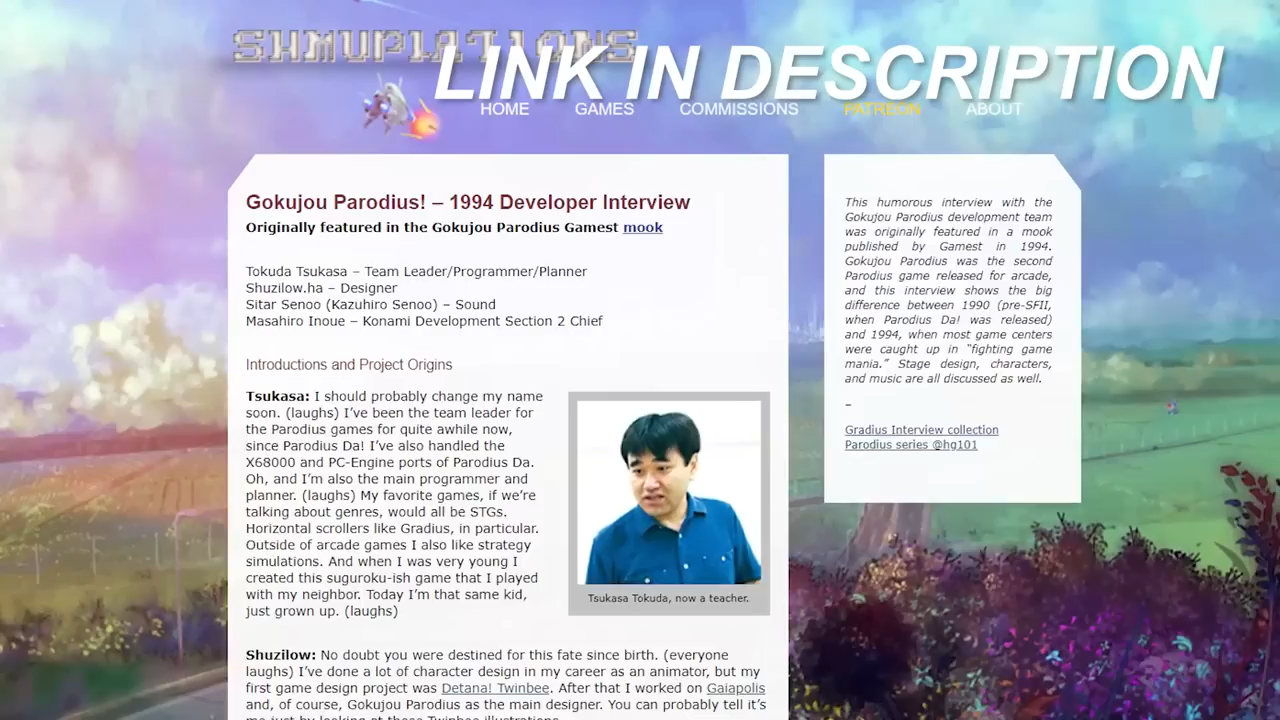 SHMUPLATIONS
LINK IN DESCRIPTION
HOME GAMES COMMISSIONS PATREON ABOUT
Gokujou Parodius! – 1994 Developer Interview
Originally featured in the Gokujou Parodius Gamest mook
Tokuda Tsukasa – Team Leader/Programmer/Planner
Shuzilow.ha – Designer
Sitar Senoo (Kazuhiro Senoo) – Sound
Masahiro Inoue – Konami Development Section 2 Chief
Introductions and Project Origins
Tsukasa: I should probably change my name
soon. (laughs) I’ve been the team leader for
the Parodius games for quite awhile now,
since Parodius Da! I’ve also handled the
X68000 and PC-Engine ports of Parodius Da.
Oh, and I’m also the main programmer and
planner. (laughs) My favorite games, if we’re
talking about genres, would all be STGs.
Horizontal scrollers like Gradius, in particular.
Outside of arcade games I also like strategy
simulations. And when I was very young I
created this suguroku-ish game that I played
with my neighbor. Today I’m that same kid,
just grown up. (laughs)
Tsukasa Tokuda, now a teacher.
Shuzilow: No doubt you were destined for this fate since birth. (everyone
laughs) I’ve done a lot of character design in my career as an animator, but my
first game design project was Detana! Twinbee. After that I worked on Gaiapolis
and, of course, Gokujou Parodius as the main designer. You can probably tell it’s
me just by looking at those Twinbee illustrations.
This humorous interview with the
Gokujou Parodius development team
was originally featured in a mook
published by Gamest in 1994.
Gokujou Parodius was the second
Parodius game released for arcade,
and this interview shows the big
difference between 1990 (pre-SFII,
when Parodius Da! was released)
and 1994, when most game centers
were caught up in “fighting game
mania.” Stage design, characters,
and music are all discussed as well.
–
Gradius Interview collection
Parodius series @hg101